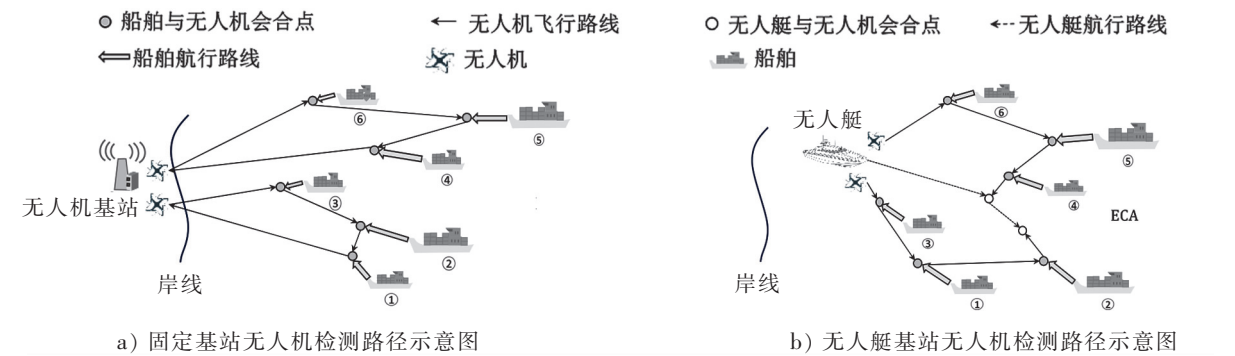 船舶与无人机会合点 无人机飞行路线
船舶航行路线 无人机
⑥
⑤
④
③
无人机基站
②
岸线
①
a) 固定基站无人机检测路径示意图
无人艇与无人机会合点 无人艇航行路线
船舶
⑥
无人艇
⑤
④
ECA
③
岸线
①
②
b) 无人艇基站无人机检测路径示意图